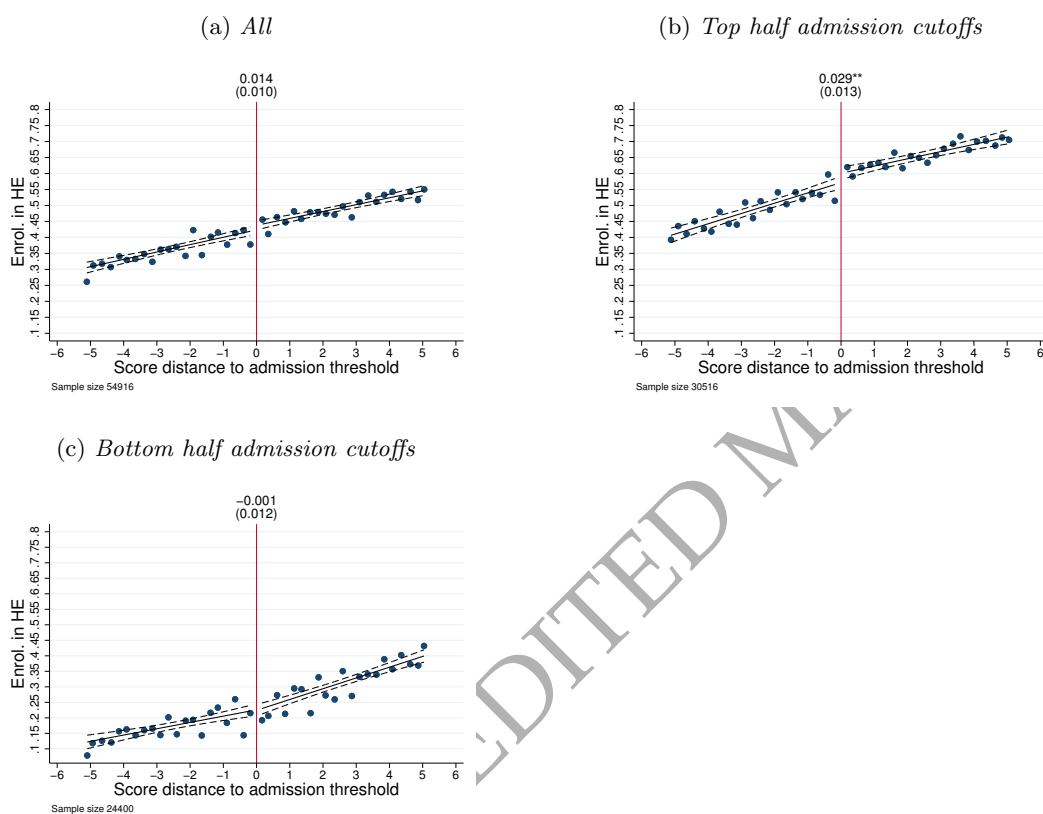 (a) All
0.014
(0.010)
Enrol. in HE
.1 .15 .2 .25 .3 .35 .4 .45 .5 .55 .6 .65 .7 .75 .8
−6 −5 −4 −3 −2 −1 0 1 2 3 4 5 6
Score distance to admission threshold
Sample size 54916
(b) Top half admission cutoffs
0.029**
(0.013)
Enrol. in HE
.1 .15 .2 .25 .3 .35 .4 .45 .5 .55 .6 .65 .7 .75 .8
−6 −5 −4 −3 −2 −1 0 1 2 3 4 5 6
Score distance to admission threshold
Sample size 30516
(c) Bottom half admission cutoffs
−0.001
(0.012)
Enrol. in HE
.1 .15 .2 .25 .3 .35 .4 .45 .5 .55 .6 .65 .7 .75 .8
−6 −5 −4 −3 −2 −1 0 1 2 3 4 5 6
Score distance to admission threshold
Sample size 24400
EDITED MA